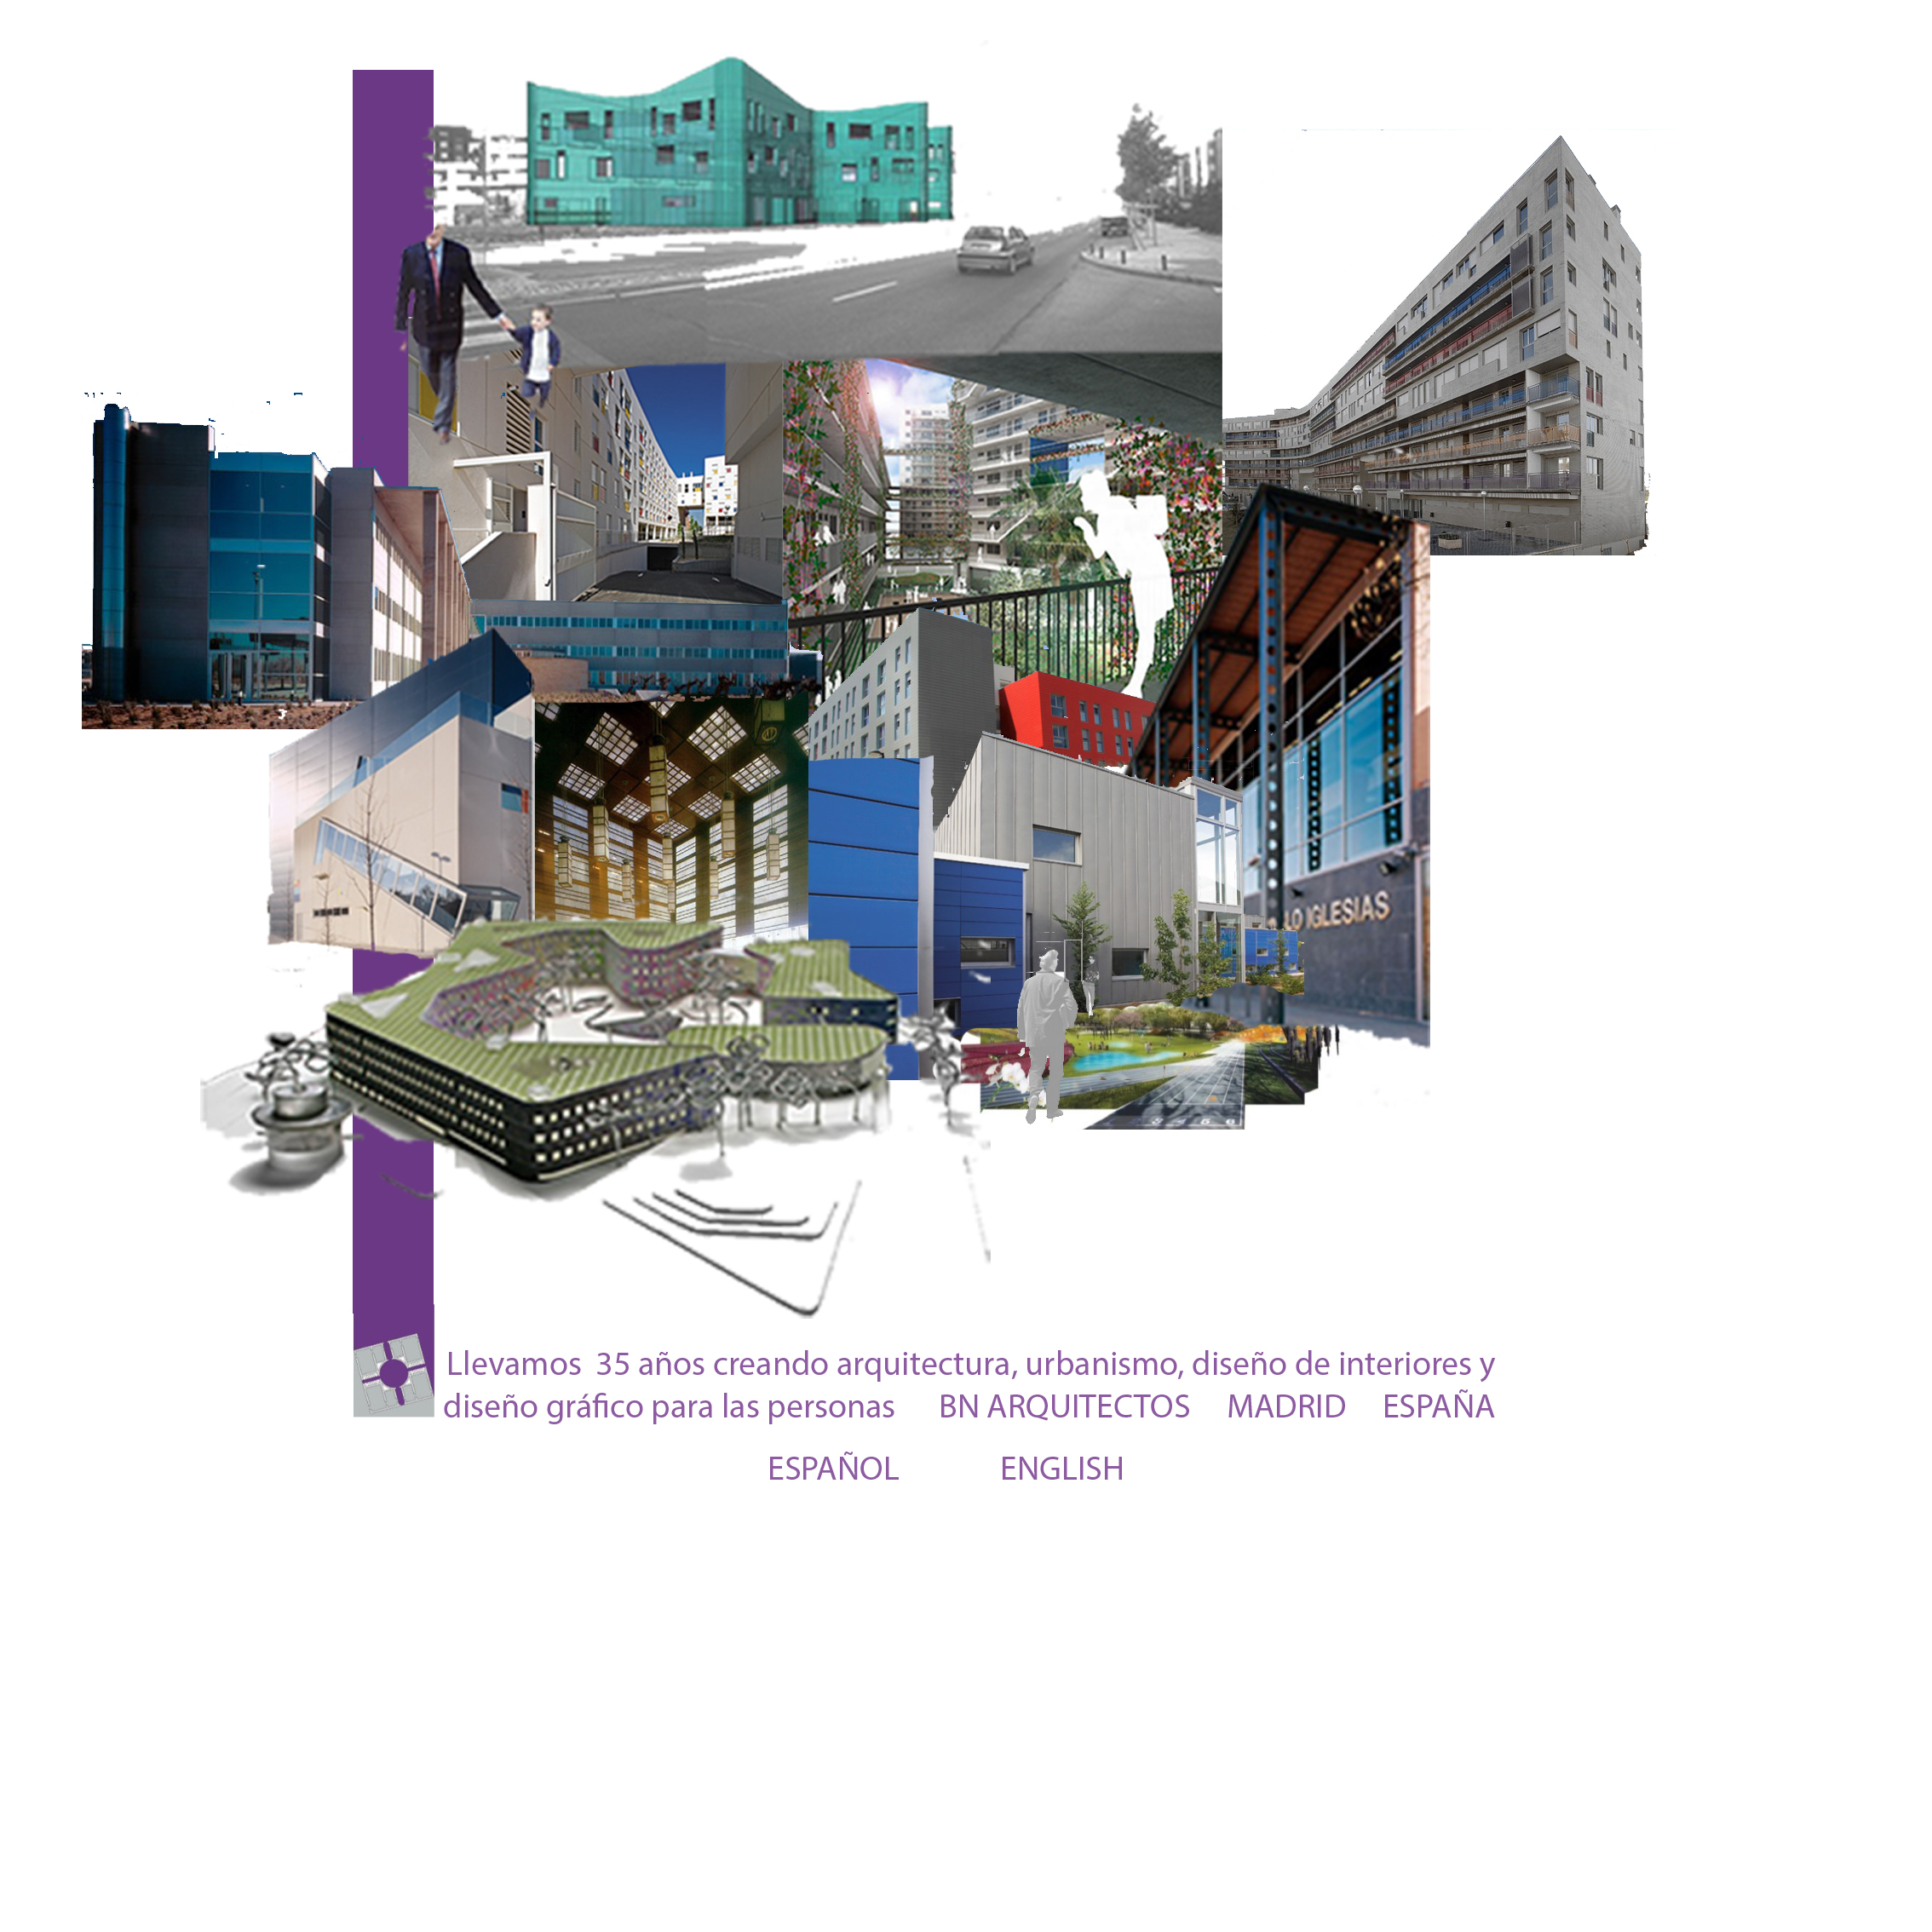 LO IGLESIAS
Llevamos 35 años creando arquitectura, urbanismo, diseño de interiores y
diseño gráfico para las personas BN ARQUITECTOS MADRID ESPAÑA
ESPAÑOL ENGLISH